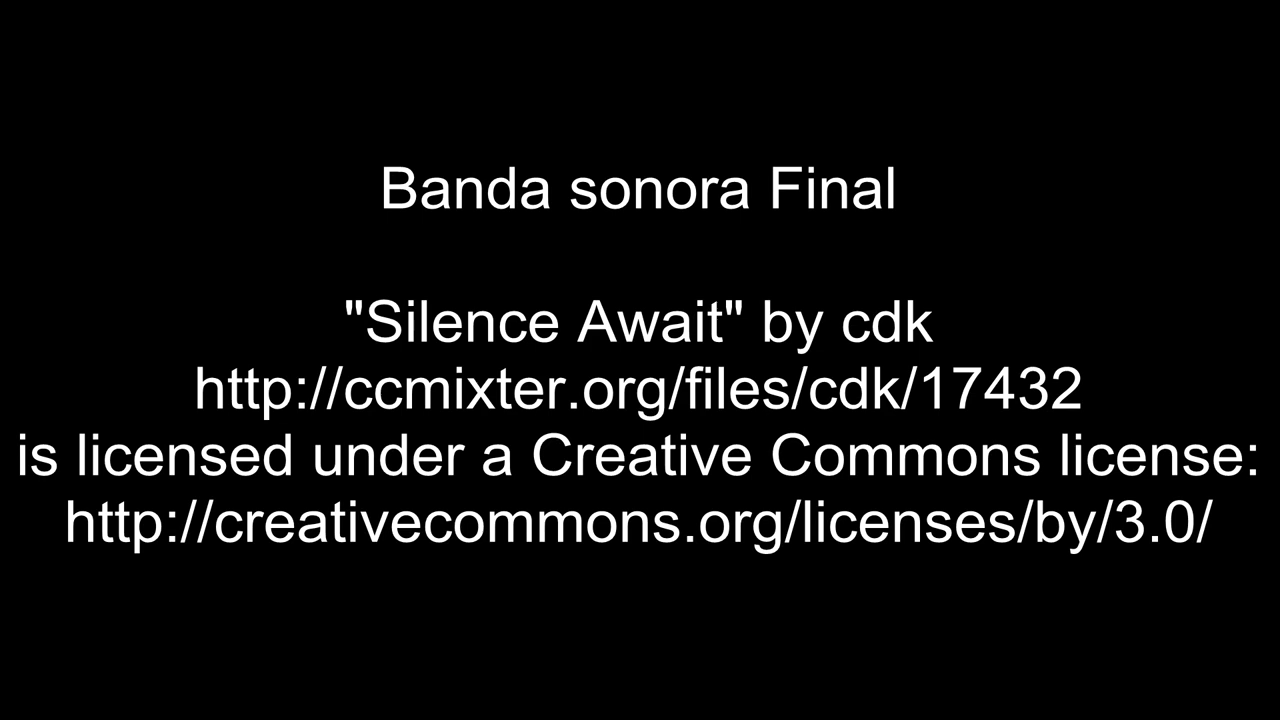 Banda sonora Final
"Silence Await" by cdk
http://ccmixter.org/files/cdk/17432
is licensed under a Creative Commons license:
http://creativecommons.org/licenses/by/3.0/